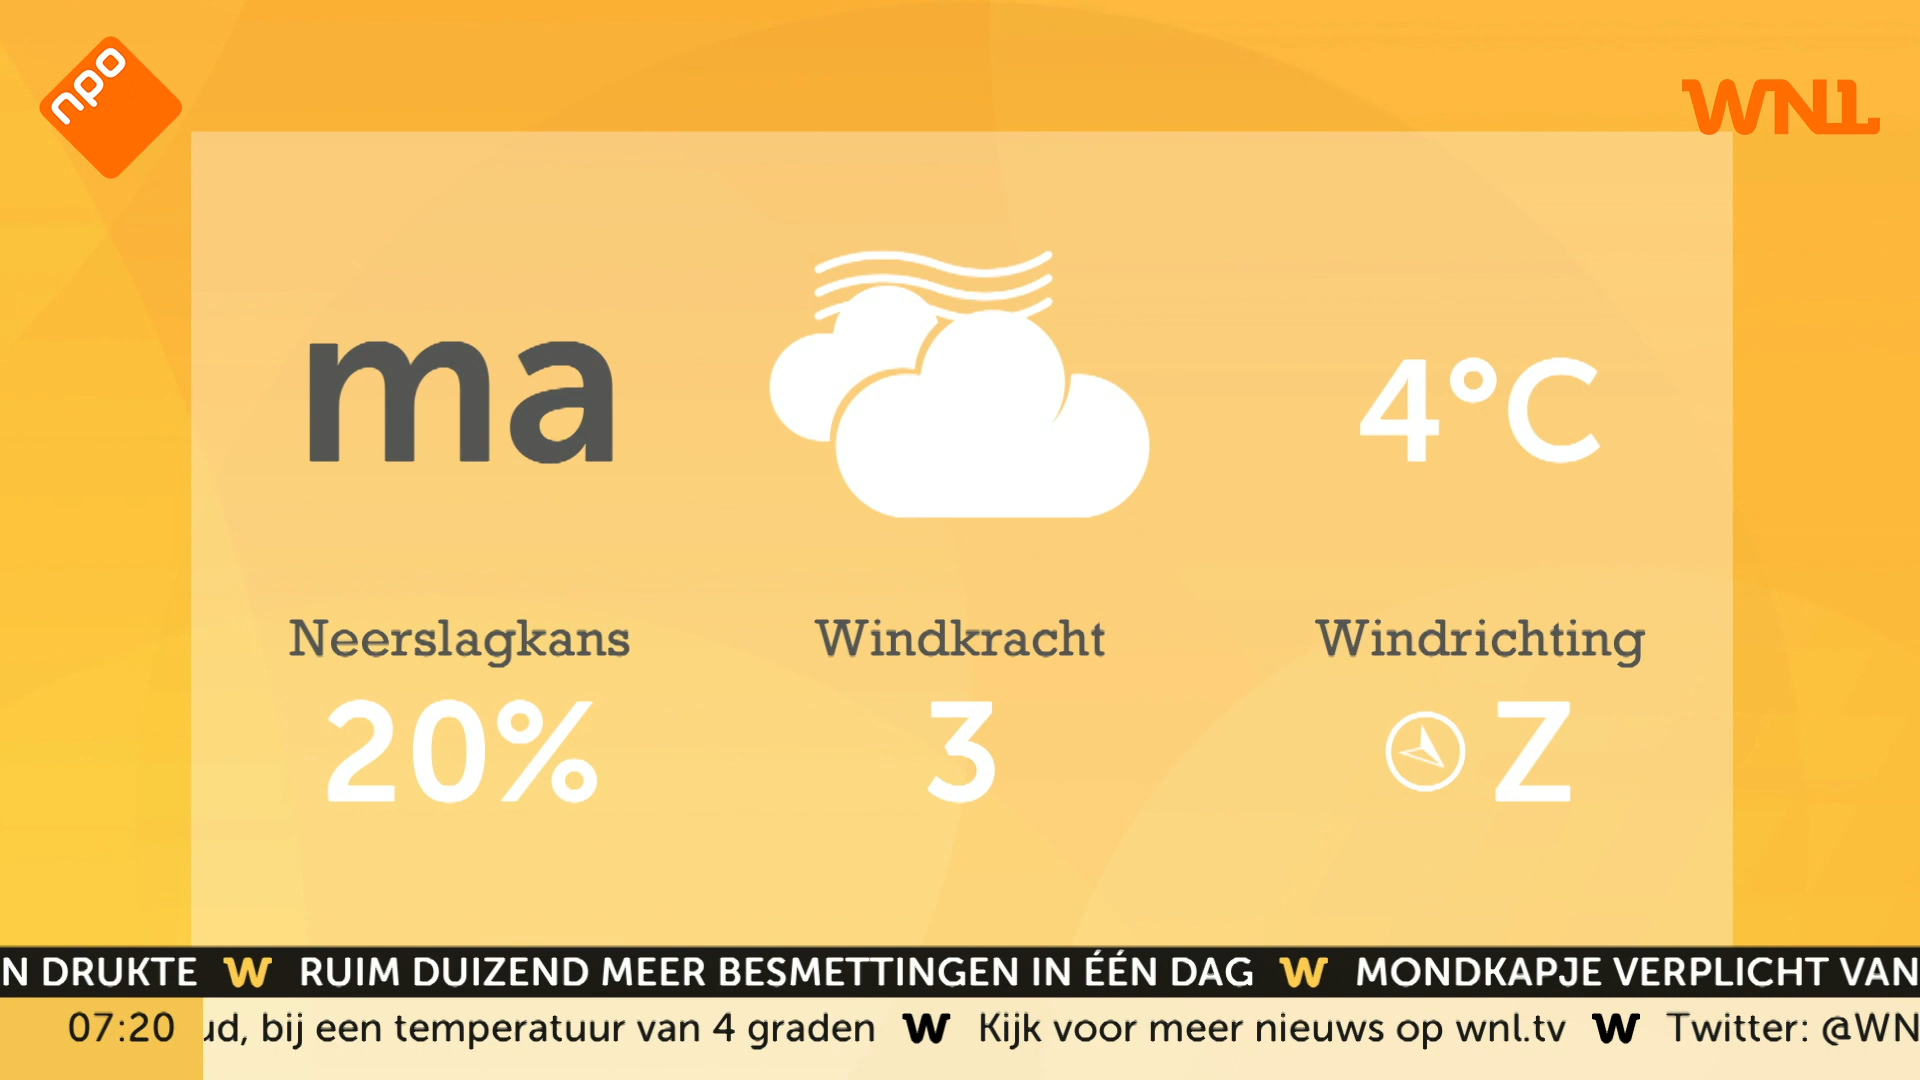 npo
WNL
ma
4°C
Neerslagkans
Windkracht
Windrichting
20%
3
Z
N DRUKTE W RUIM DUIZEND MEER BESMETTINGEN IN ÉÉN DAG W MONDKAPJE VERPLICHT VAN
07:20
ud, bij een temperatuur van 4 graden W Kijk voor meer nieuws op wnl.tv W Twitter: @WN